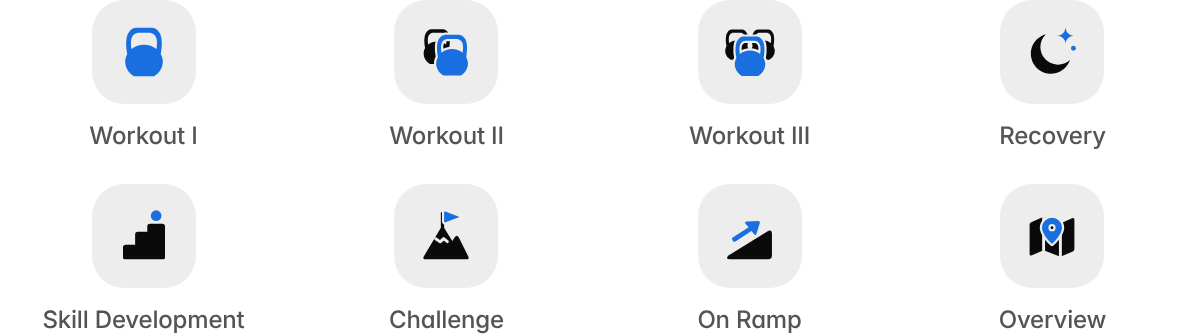 Workout I
Workout II
Workout III
Recovery
Skill Development
Challenge
On Ramp
Overview